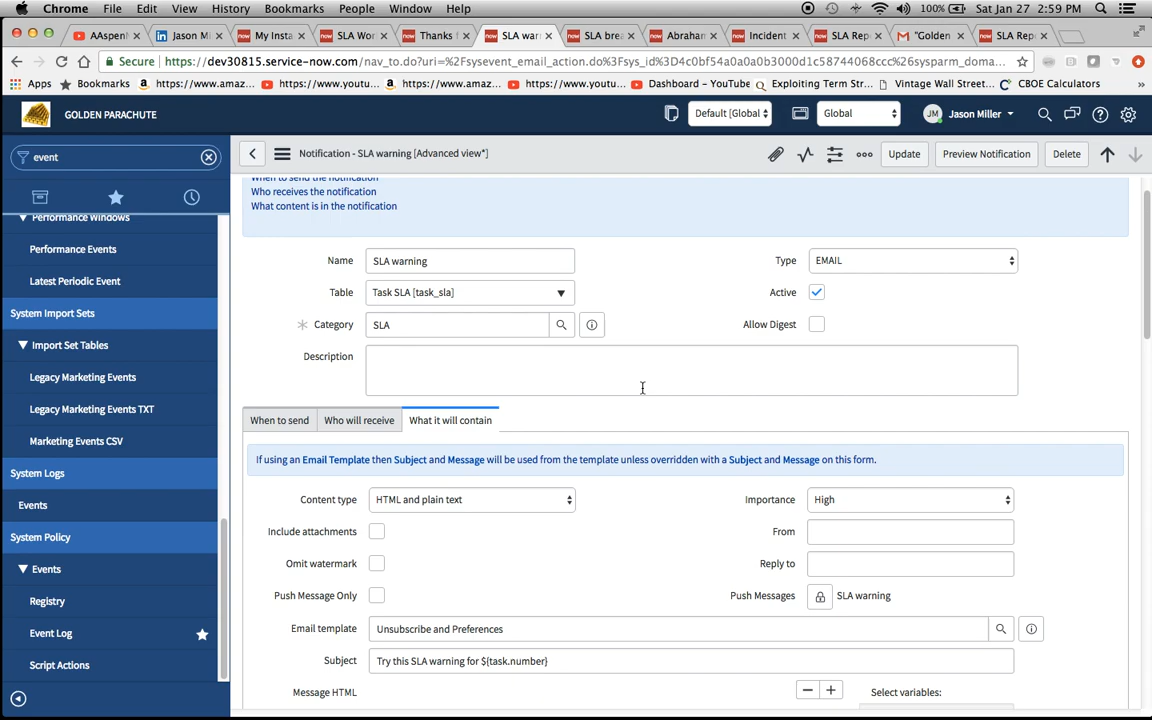 Chrome File Edit View History Bookmarks People Window Help 100% Sat Jan 27 2:59 PM
AAspenh Jason Mi My Insta SLA Wor Thanks f SLA warn SLA brea Abraham Incident SLA Rep "Golden SLA Repo
Secure https://dev30815.service-now.com/nav_to.do?uri=%2Fsysevent_email_action.do%3Fsys_id%3D4c0bf54a0a0a0b3000d1c58744068ccc%26sysparm_doma...
Apps Bookmarks https://www.amaz... https://www.youtu... https://www.amaz... https://www.youtu... Dashboard – YouTube Exploiting Term Str... Vintage Wall Street... CBOE Calculators »
GOLDEN PARACHUTE Default [Global Global JM Jason Miller
event
Notification - SLA warning [Advanced view*] Update Preview Notification Delete
When to send the notification
Who receives the notification
What content is in the notification
Performance Windows
Performance Events
Latest Periodic Event
System Import Sets
Import Set Tables
Legacy Marketing Events
Legacy Marketing Events TXT
Marketing Events CSV
System Logs
Events
System Policy
Events
Registry
Event Log
Script Actions
Name SLA warning Type EMAIL
Table Task SLA [task_sla] Active
Category SLA Allow Digest
Description
When to send Who will receive What it will contain
If using an Email Template then Subject and Message will be used from the template unless overridden with a Subject and Message on this form.
Content type HTML and plain text Importance High
Include attachments From
Omit watermark Reply to
Push Message Only Push Messages SLA warning
Email template Unsubscribe and Preferences
Subject Try this SLA warning for ${task.number}
Message HTML Select variables: